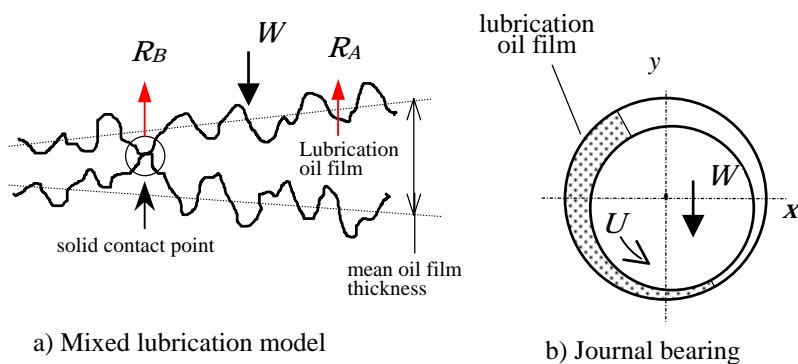 R_B
W
R_A
Lubrication
oil film
solid contact point
mean oil film
thickness
a) Mixed lubrication model
lubrication
oil film
y
W
x
U
b) Journal bearing